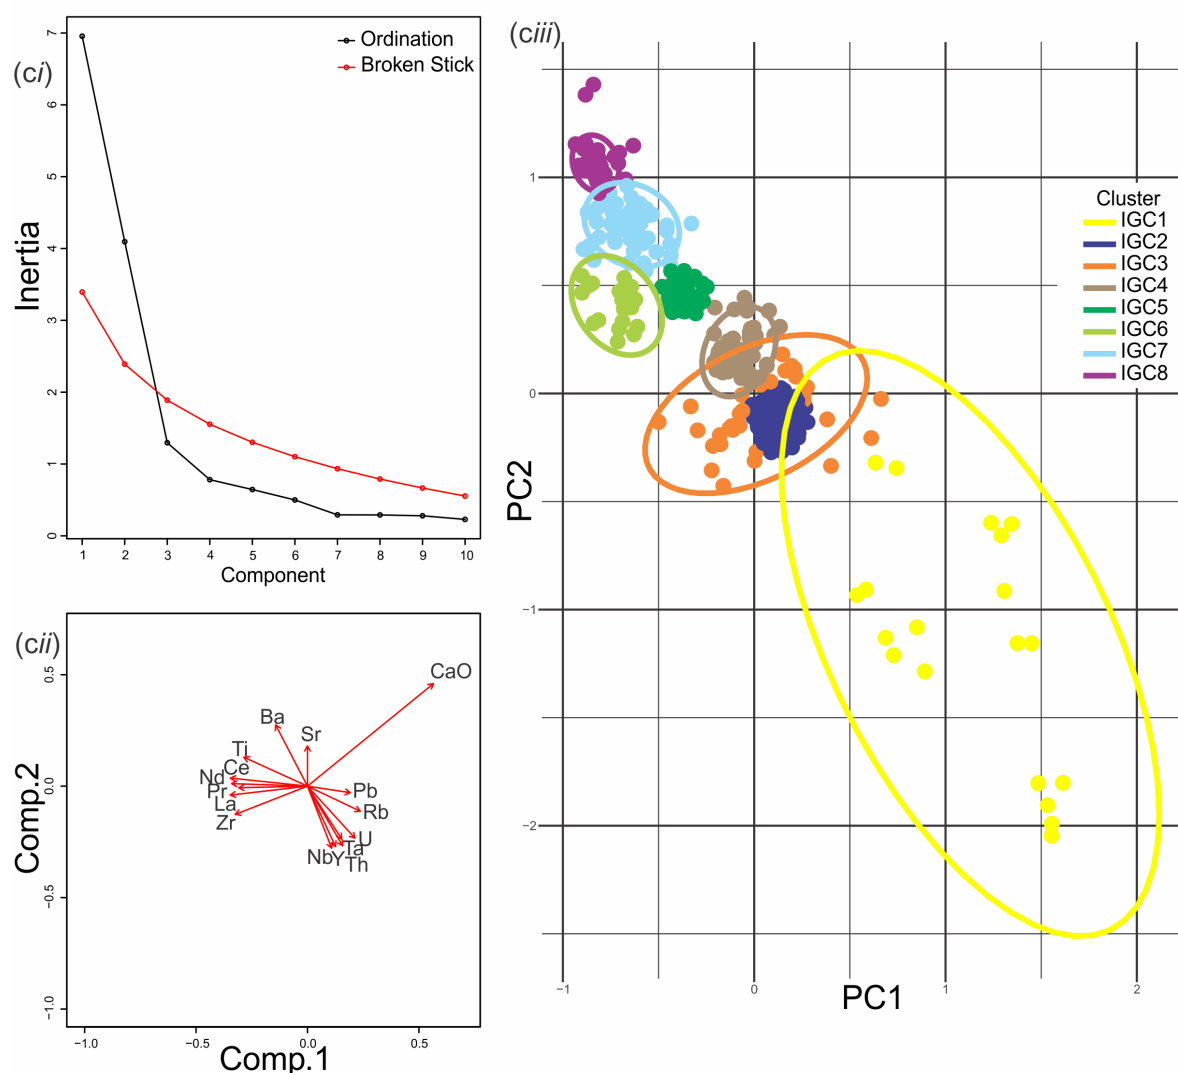 (ci)
Ordination
Broken Stick
Inertia
7
6
5
4
3
2
1
0
1 2 3 4 5 6 7 8 9 10
Component
(cii)
CaO
Ba
Sr
Ti
Ce
Nd
Pr
La
Zr
Pb
Rb
U
Ta
Nb
Y
Th
Comp.2
0.5
0.0
−0.5
−1.0
−1.0 −0.5 0.0 0.5
Comp.1
(ciii)
Cluster
IGC1
IGC2
IGC3
IGC4
IGC5
IGC6
IGC7
IGC8
PC2
1
0
−1
−2
−1 0 1 2
PC1